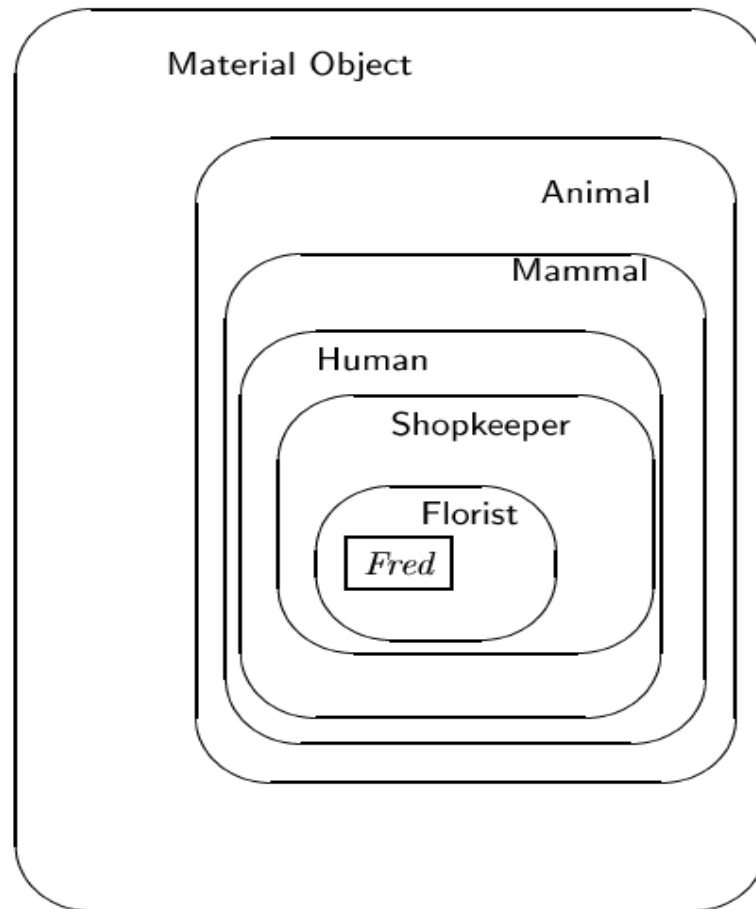 Material Object
Animal
Mammal
Human
Shopkeeper
Florist
Fred